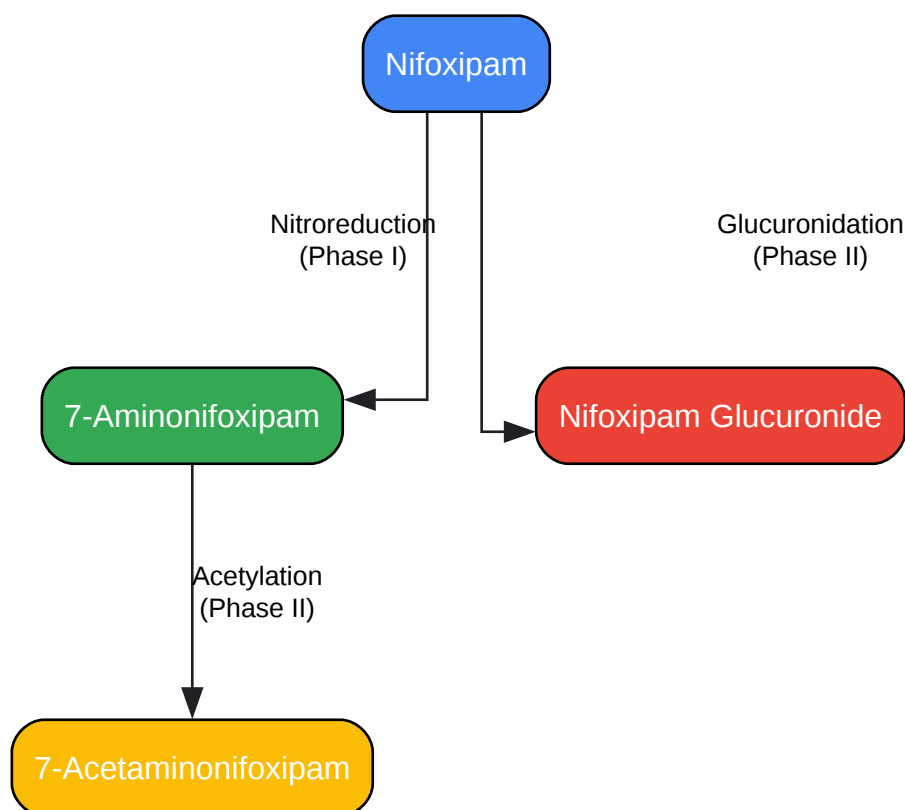 Nifoxipam
Nitroreduction
(Phase I)
Glucuronidation
(Phase II)
7-Aminonifoxipam
Nifoxipam Glucuronide
Acetylation
(Phase II)
7-Acetaminonifoxipam